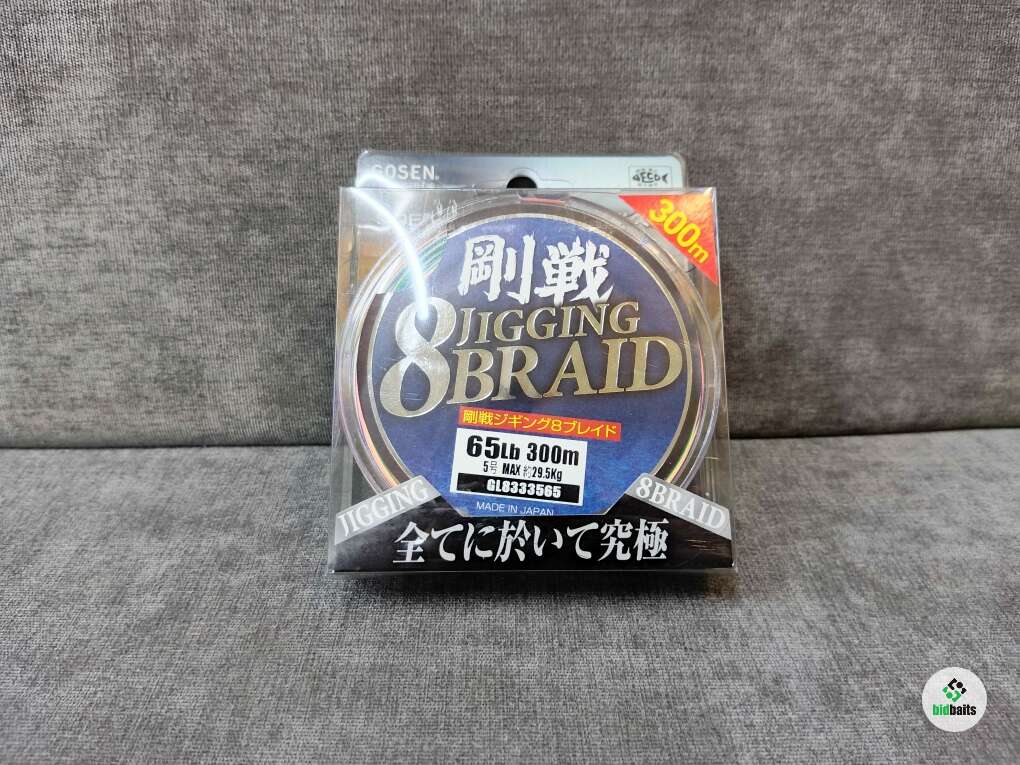 GOSEN®
300m
剛戦
JIGGING
8BRAID
剛戦ジギング8ブレイド
65Lb 300m
5号 MAX 約29.5Kg
GL8333565
MADE IN JAPAN
JIGGING
8BRAID
全てに於いて究極
bidbaits